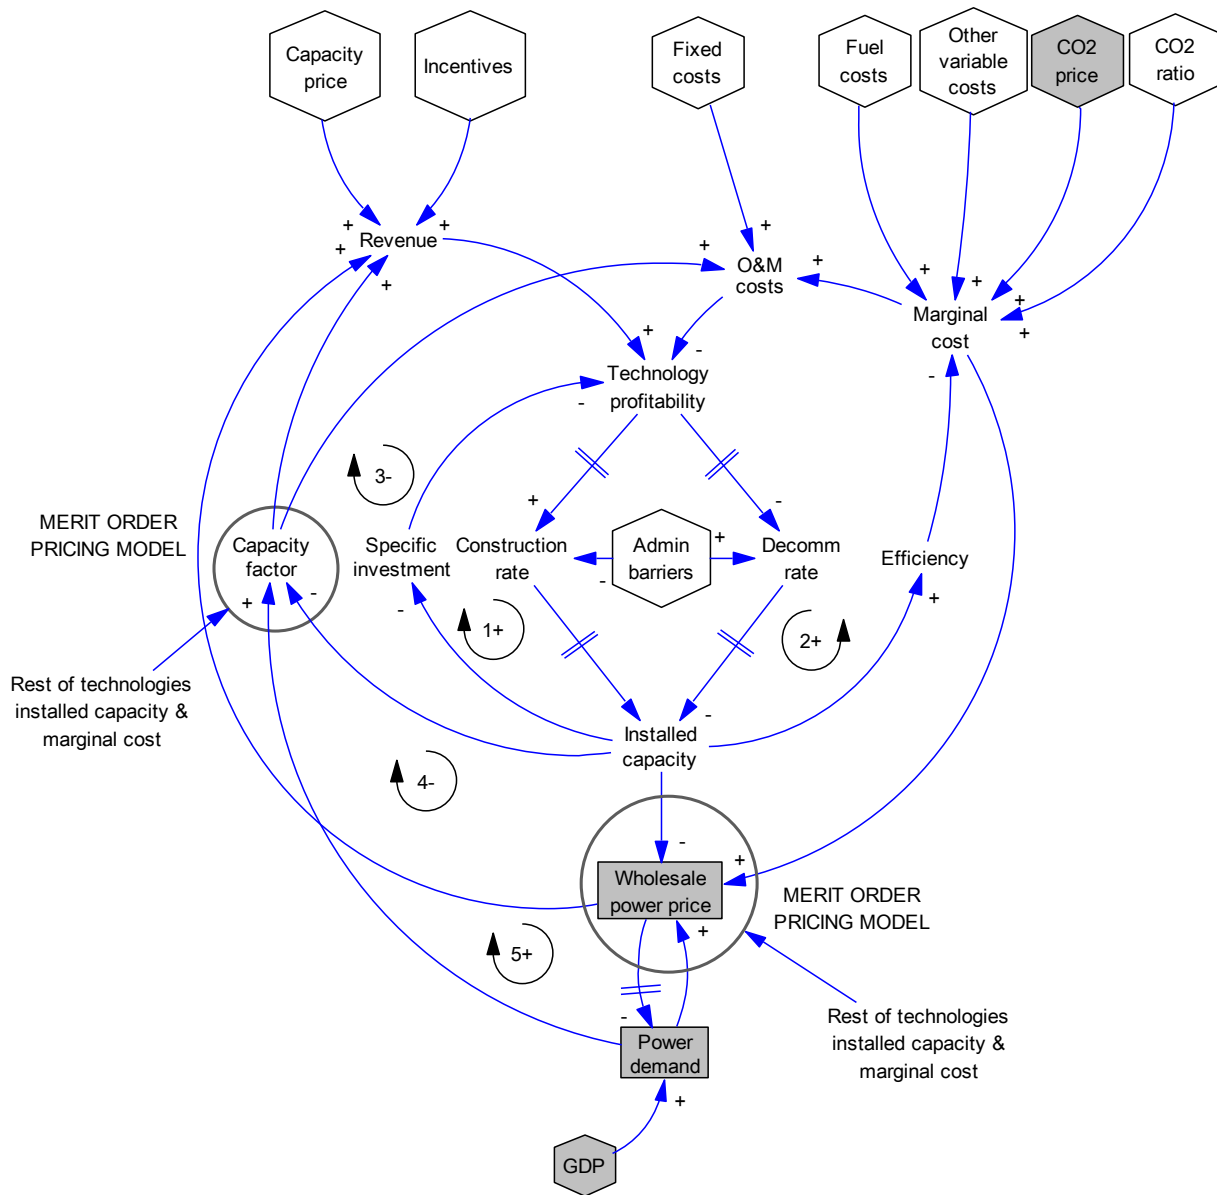 Capacity
price
Incentives
Fixed
costs
Fuel
costs
Other
variable
costs
CO2
price
CO2
ratio
+
+
+
Revenue
+
+
+
+
O&M
costs
+
+
+
+
+
Marginal
cost
+
-
Technology
profitability
-
-
3-
+
-
MERIT ORDER
PRICING MODEL
Capacity
factor
+
-
Specific
investment
-
Construction
rate
Admin
barriers
+
-
Decomm
rate
Efficiency
+
1+
2+
Rest of technologies
installed capacity &
marginal cost
Installed
capacity
-
4-
-
+
Wholesale
power price
+
MERIT ORDER
PRICING MODEL
5+
-
Power
demand
+
Rest of technologies
installed capacity &
marginal cost
GDP